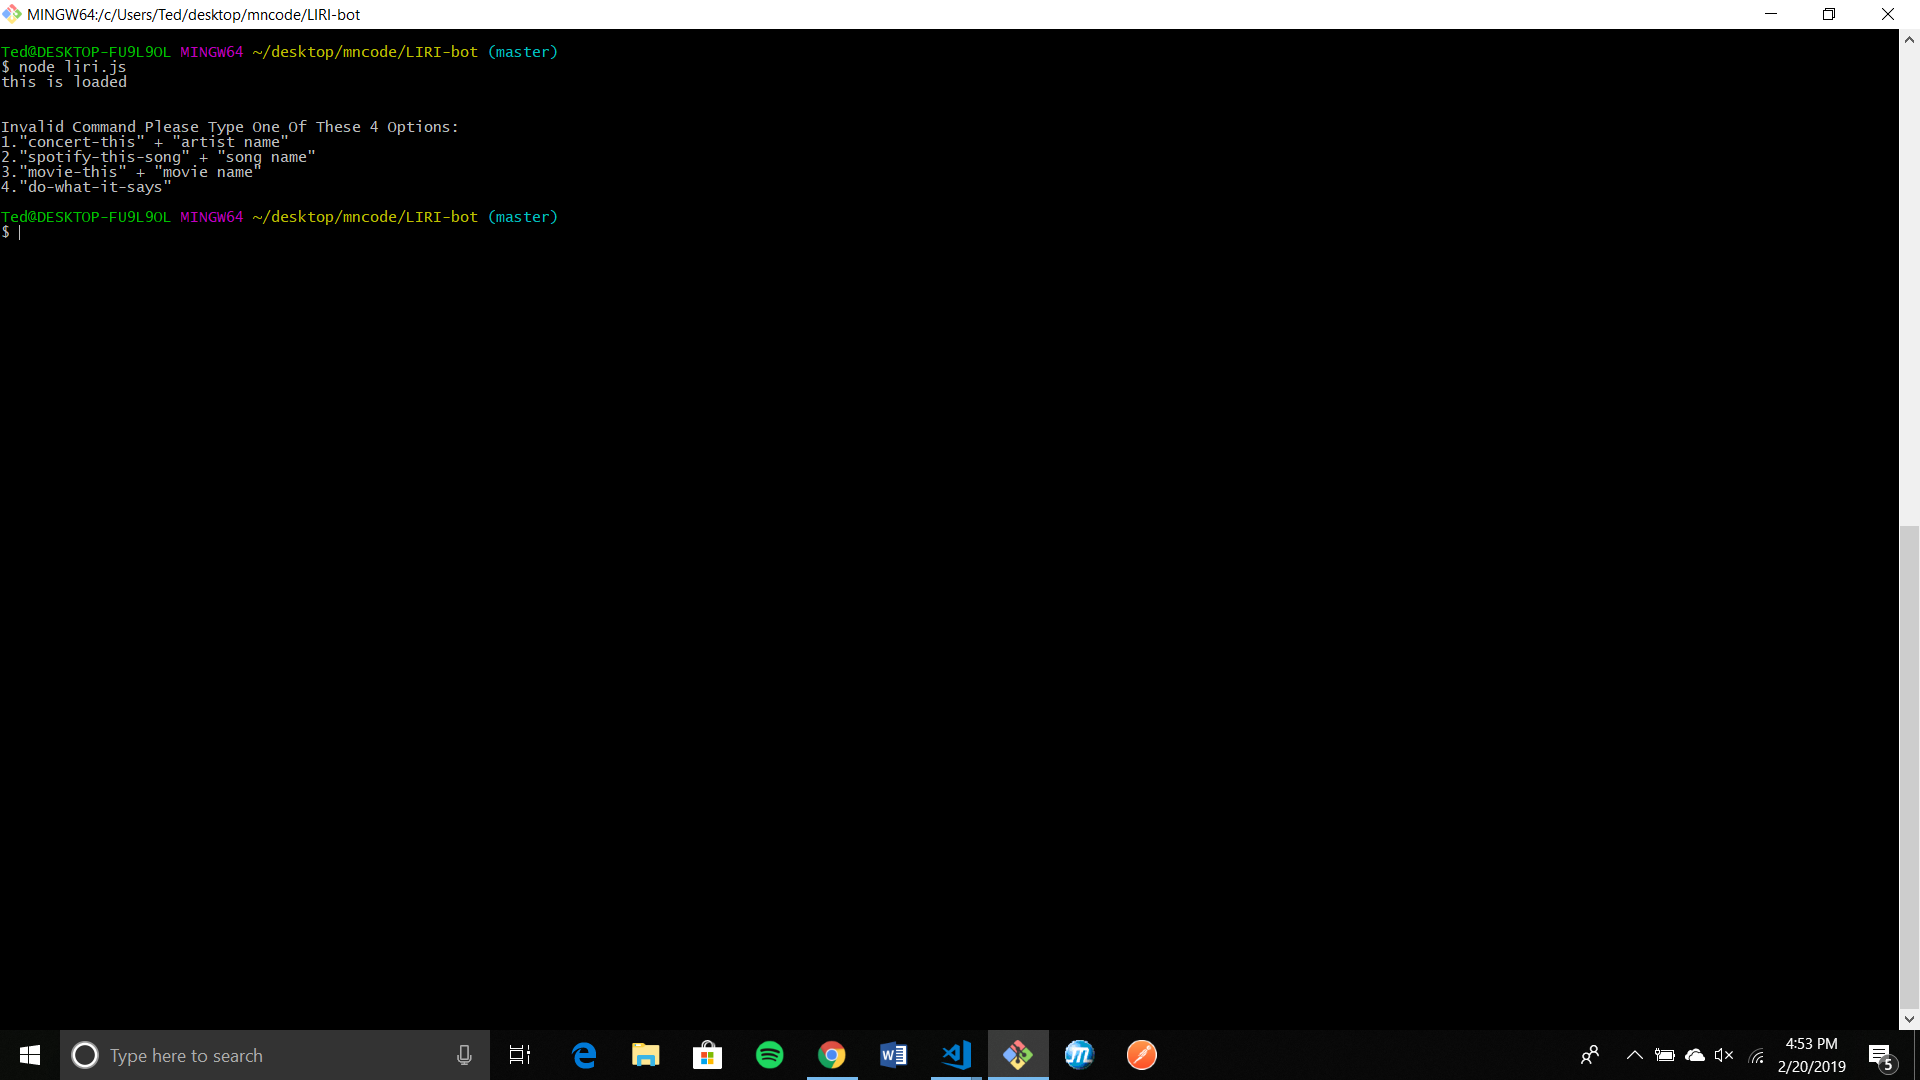 MINGW64:/c/Users/Ted/desktop/mncode/LIRI-bot
Ted@DESKTOP-FU9L9OL MINGW64 ~/desktop/mncode/LIRI-bot (master)
$ node liri.js
this is loaded
Invalid Command Please Type One Of These 4 Options:
1."concert-this" + "artist name"
2."spotify-this-song" + "song name"
3."movie-this" + "movie name"
4."do-what-it-says"
Ted@DESKTOP-FU9L9OL MINGW64 ~/desktop/mncode/LIRI-bot (master)
$
Type here to search
4:53 PM
2/20/2019
5